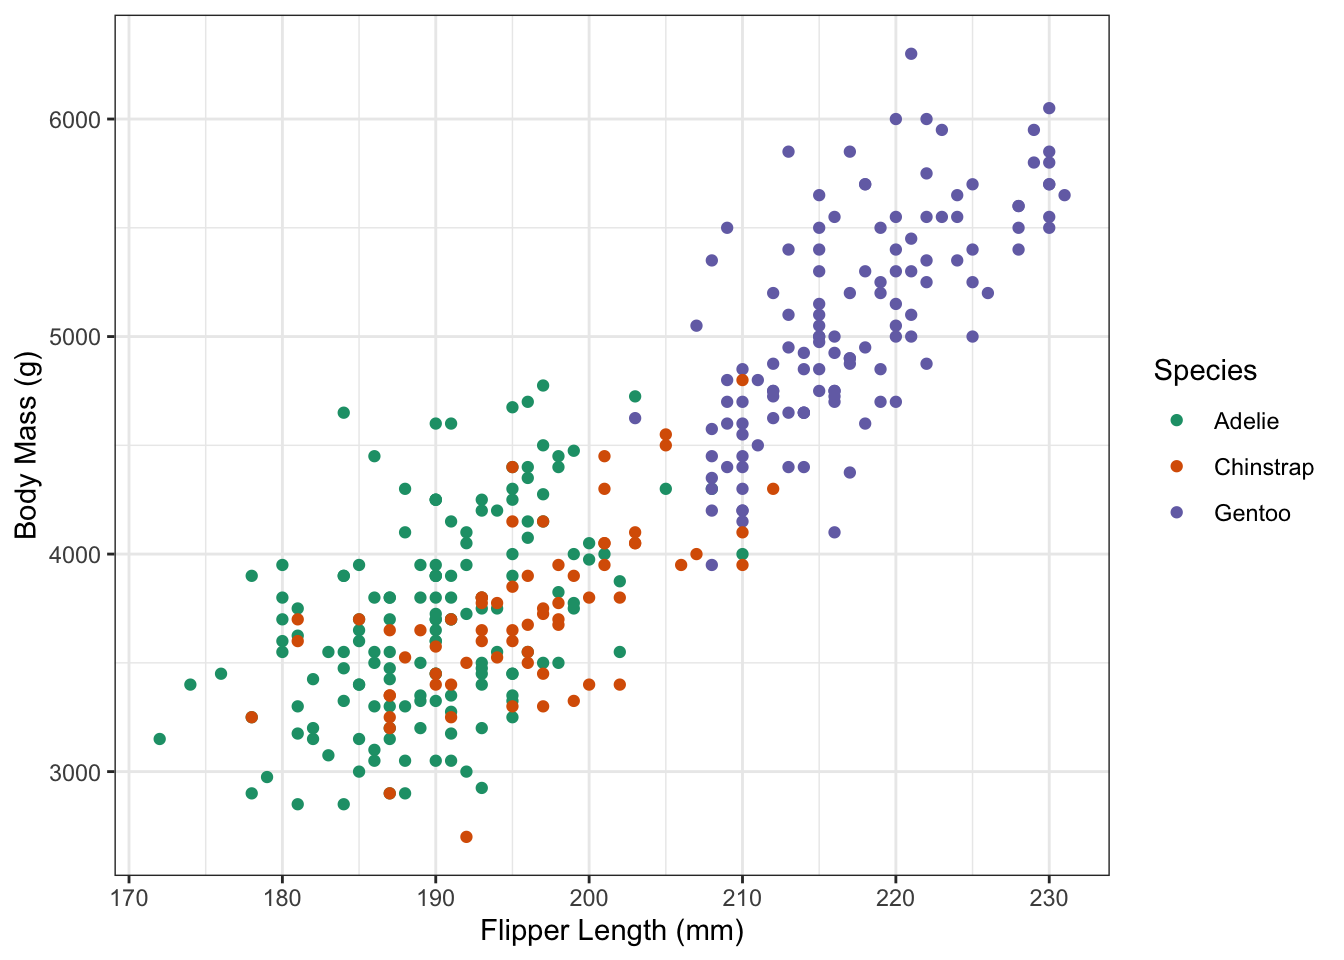 6000
5000
4000
3000
Body Mass (g)
170 180 190 200 210 220 230
Flipper Length (mm)
Species
Adelie
Chinstrap
Gentoo